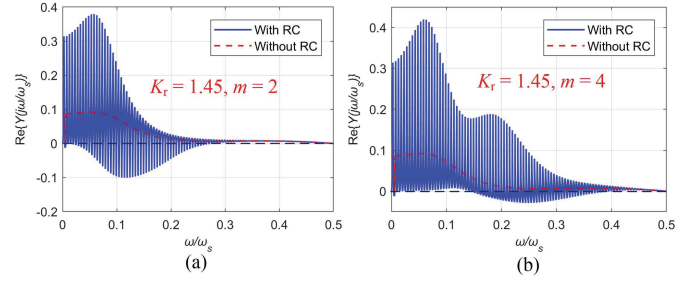 0.4
0.3
0.2
0.1
0
-0.1
-0.2
Re{Y(jω/ωs)}
With RC
Without RC
Kr = 1.45, m = 2
0 0.1 0.2 0.3 0.4 0.5
ω/ωs
(a)
0.4
0.3
0.2
0.1
0
Re{Y(jω/ωs)}
With RC
Without RC
Kr = 1.45, m = 4
0 0.1 0.2 0.3 0.4 0.5
ω/ωs
(b)